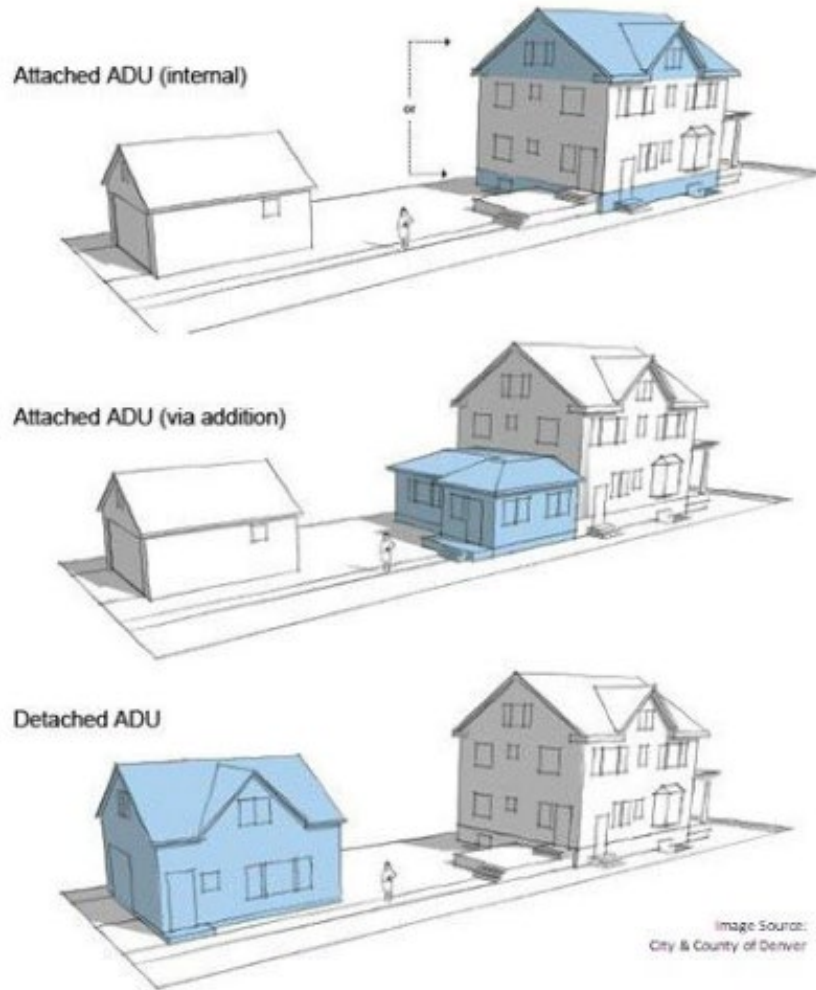 Attached ADU (internal)
or
Attached ADU (via addition)
Detached ADU
Image Source:
City & County of Denver